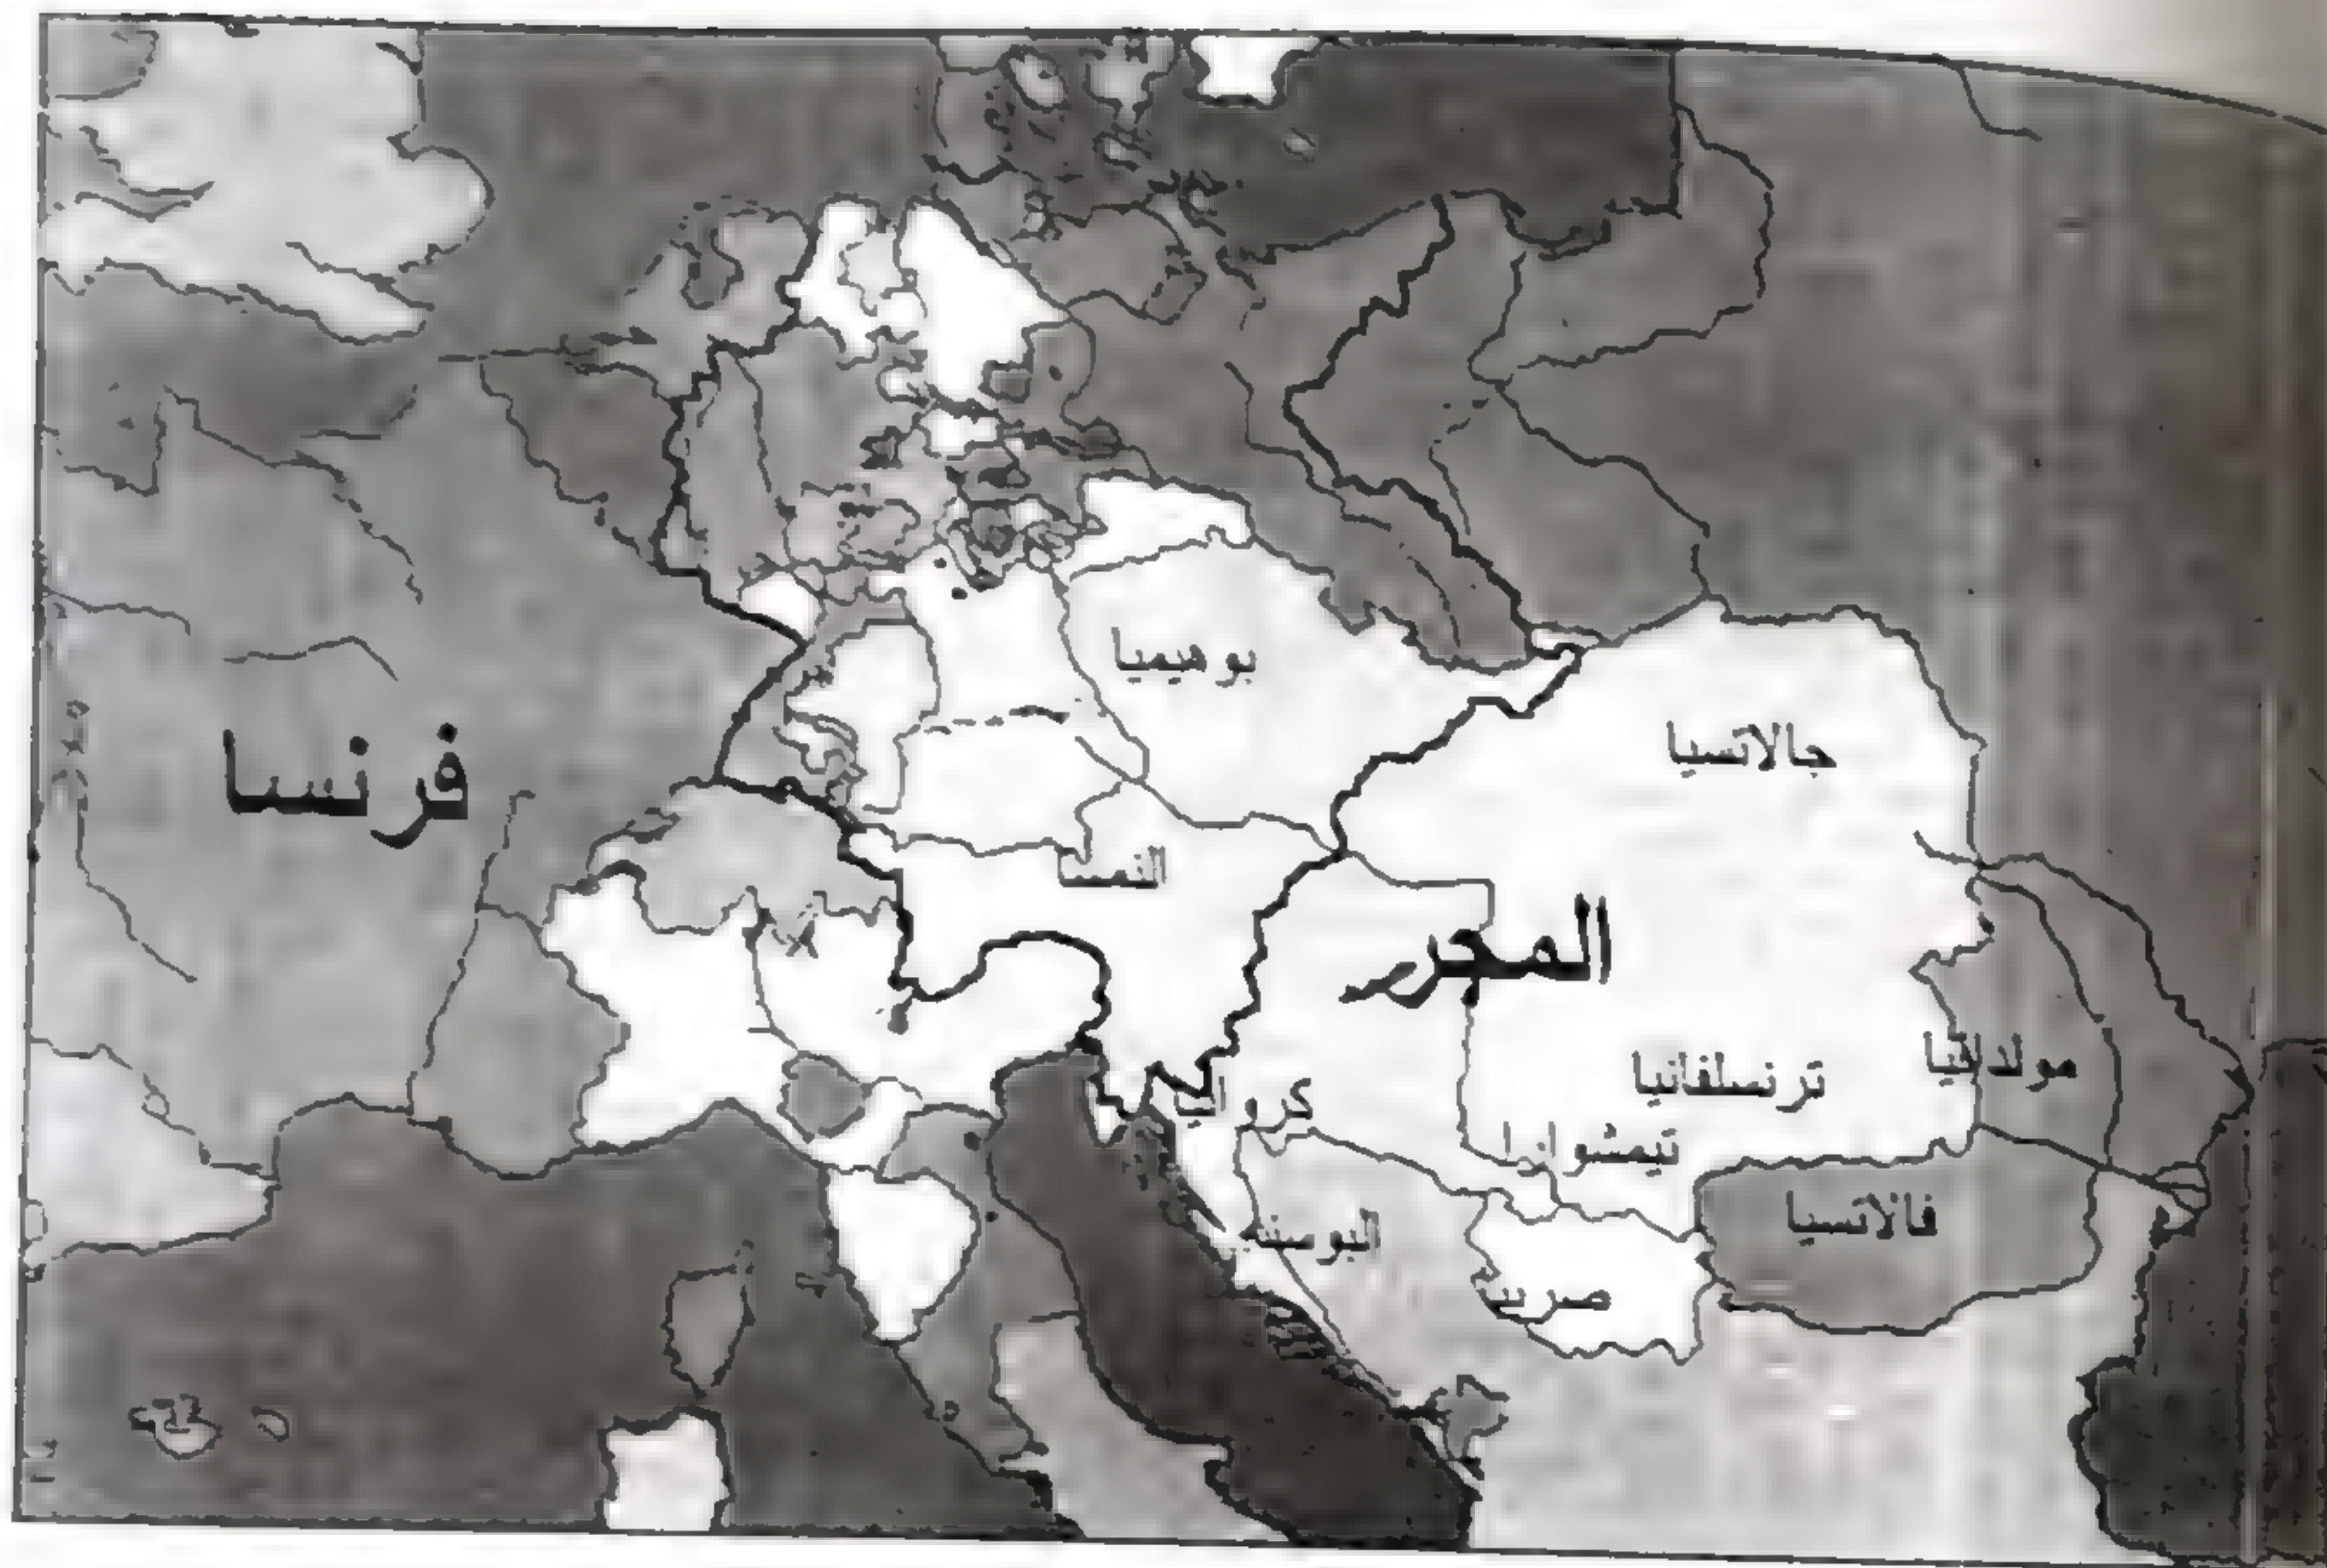 بوهيميا
جالاتسيا
فرنسا
النمسا
المجر
مولدافيا
ترنسلفانيا
كرواتيا
تيمشوارا
فالاتسيا
البوسنة
صربيا